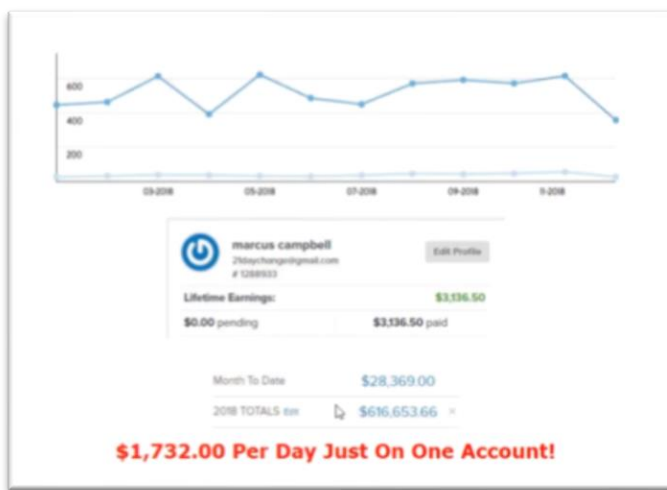 600
400
200
03-2018 05-2018 07-2018 09-2018 11-2018
marcus campbell
21daychange@gmail.com
# 1288933
Edit Profile
Lifetime Earnings: $3,136.50
$0.00 pending $3,136.50 paid
Month To Date $28,369.00
2018 TOTALS Edit $616,653.66 ×
$1,732.00 Per Day Just On One Account!